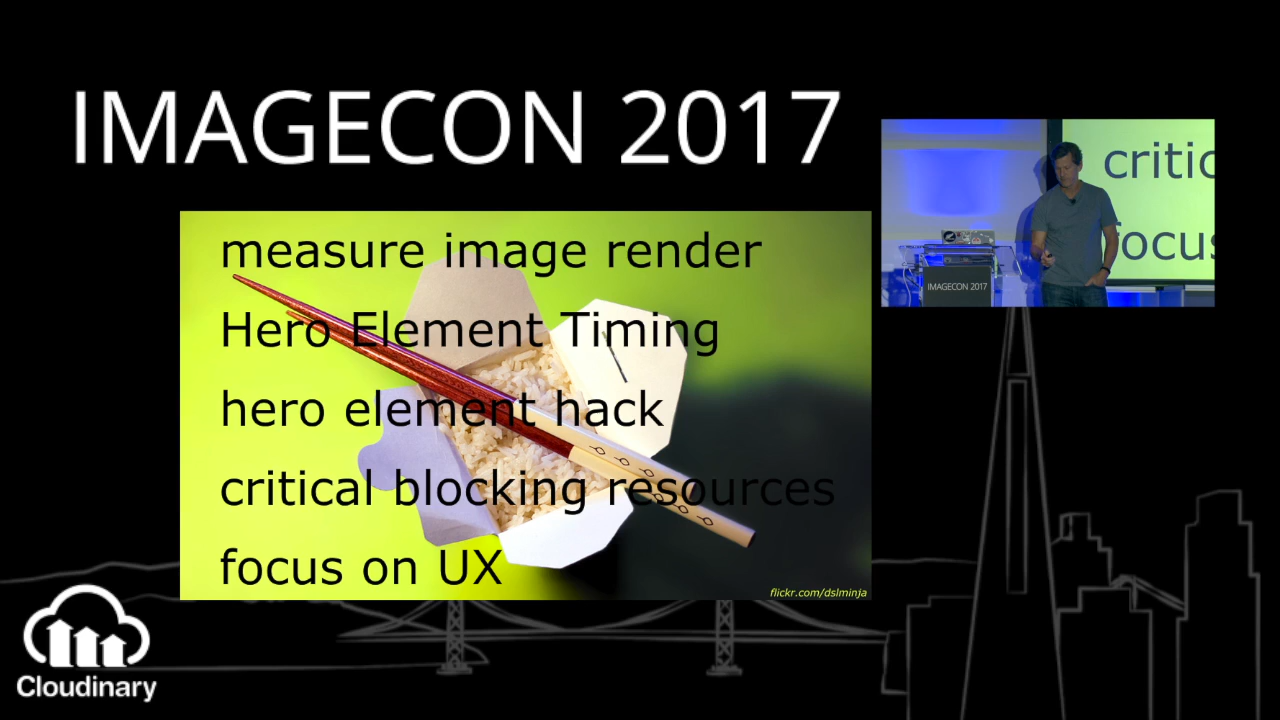 IMAGECON 2017
measure image render
Hero Element Timing
hero element hack
critical blocking resources
focus on UX
flickr.com/dslminja
critic
focus
IMAGECON 2017
Cloudinary